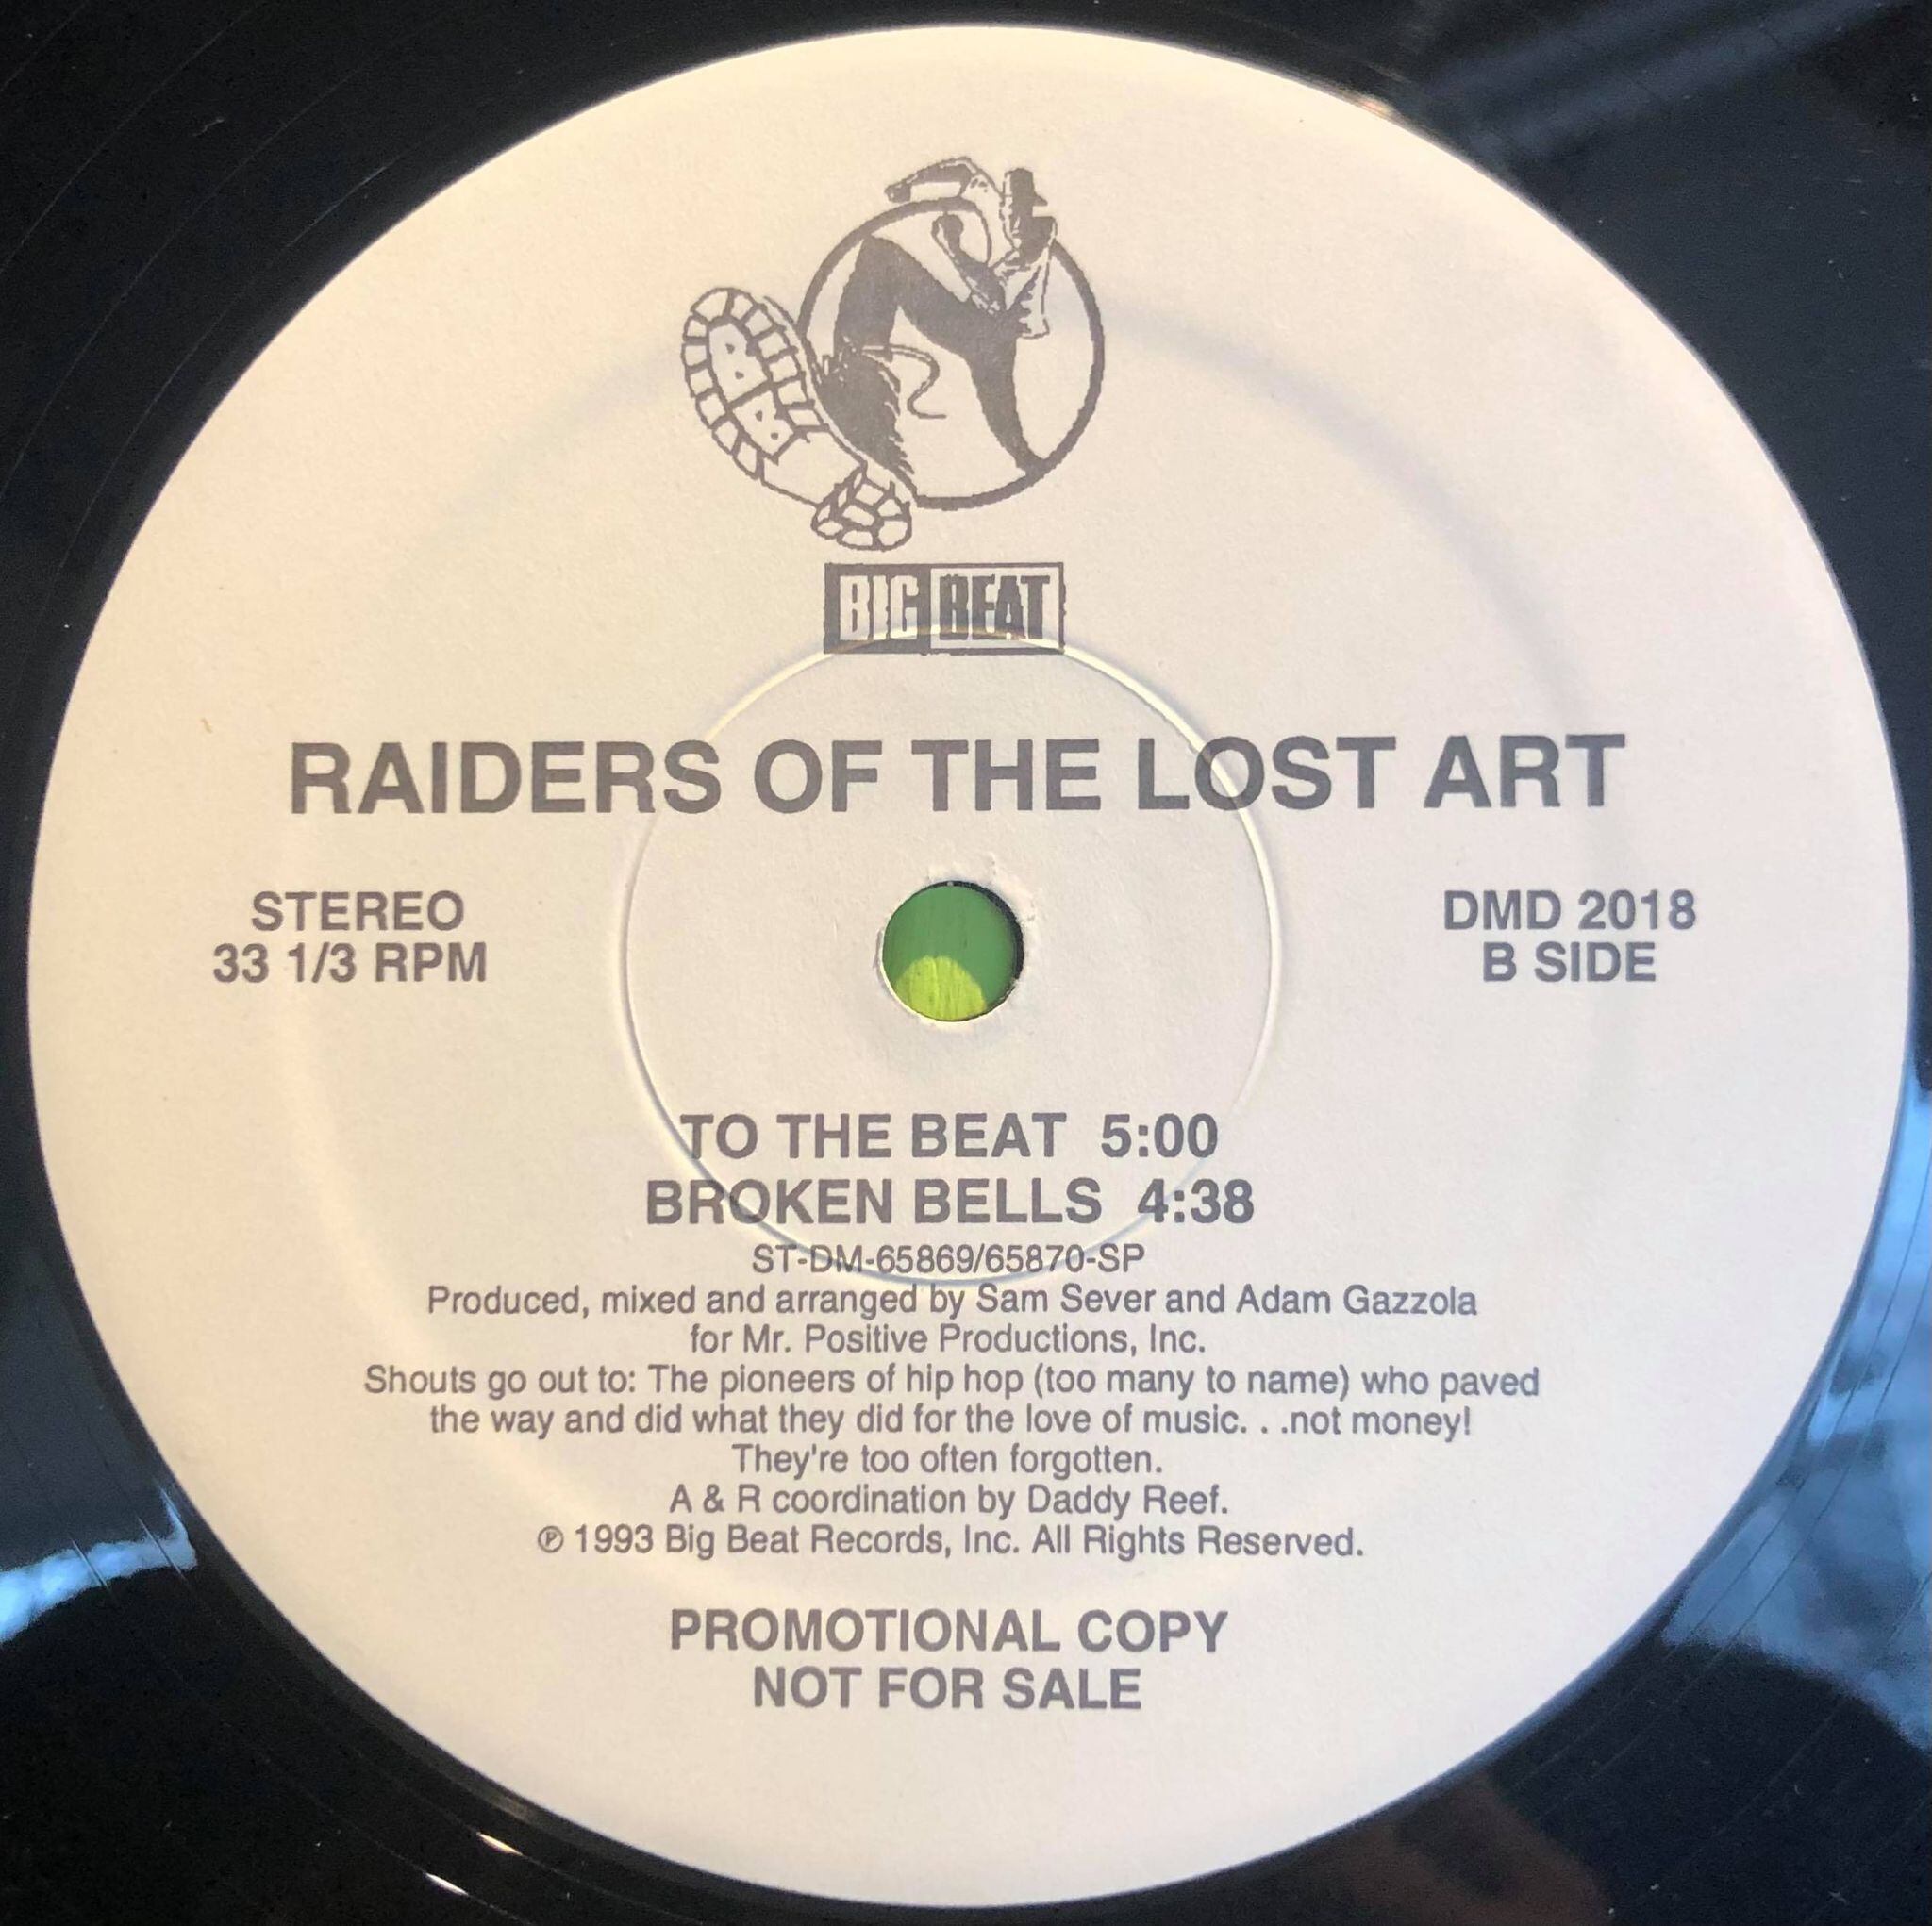 BB
BB
BIG BEAT
RAIDERS OF THE LOST ART
STEREO
33 1/3 RPM
DMD 2018
B SIDE
TO THE BEAT 5:00
BROKEN BELLS 4:38
ST-DM-65869/65870-SP
Produced, mixed and arranged by Sam Sever and Adam Gazzola
for Mr. Positive Productions, Inc.
Shouts go out to: The pioneers of hip hop (too many to name) who paved
the way and did what they did for the love of music. . .not money!
They're too often forgotten.
A & R coordination by Daddy Reef.
℗ 1993 Big Beat Records, Inc. All Rights Reserved.
PROMOTIONAL COPY
NOT FOR SALE